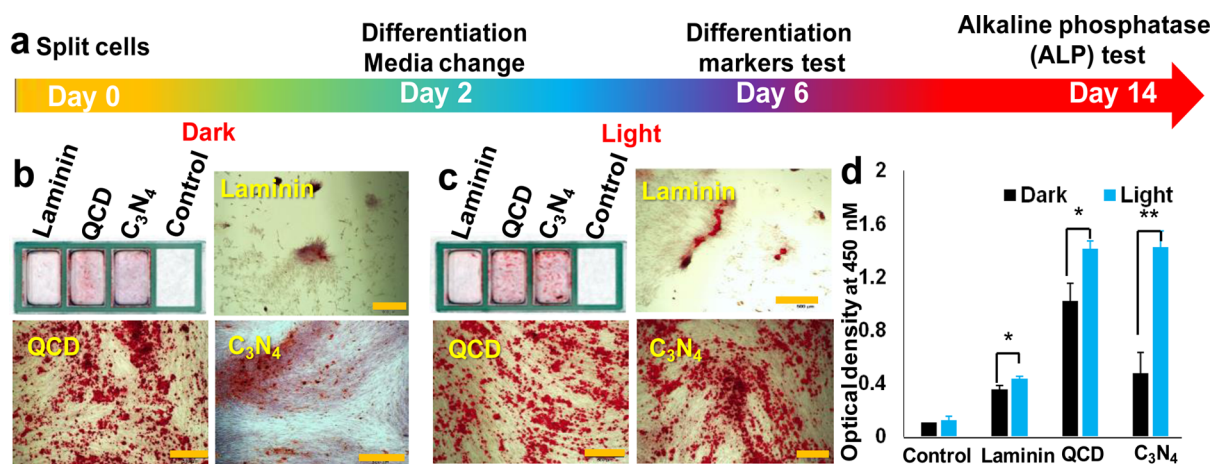 a
Split cells
Differentiation
Media change
Differentiation
markers test
Alkaline phosphatase
(ALP) test
Day 0
Day 2
Day 6
Day 14
Dark
Light
b
Laminin
QCD
C₃N₄
Control
Laminin
QCD
C₃N₄
c
Laminin
QCD
C₃N₄
Control
Laminin
QCD
C₃N₄
d
Optical density at 450 nM
2
1.6
1.2
0.8
0.4
0
Dark
Light
*
*
**
Control
Laminin
QCD
C₃N₄